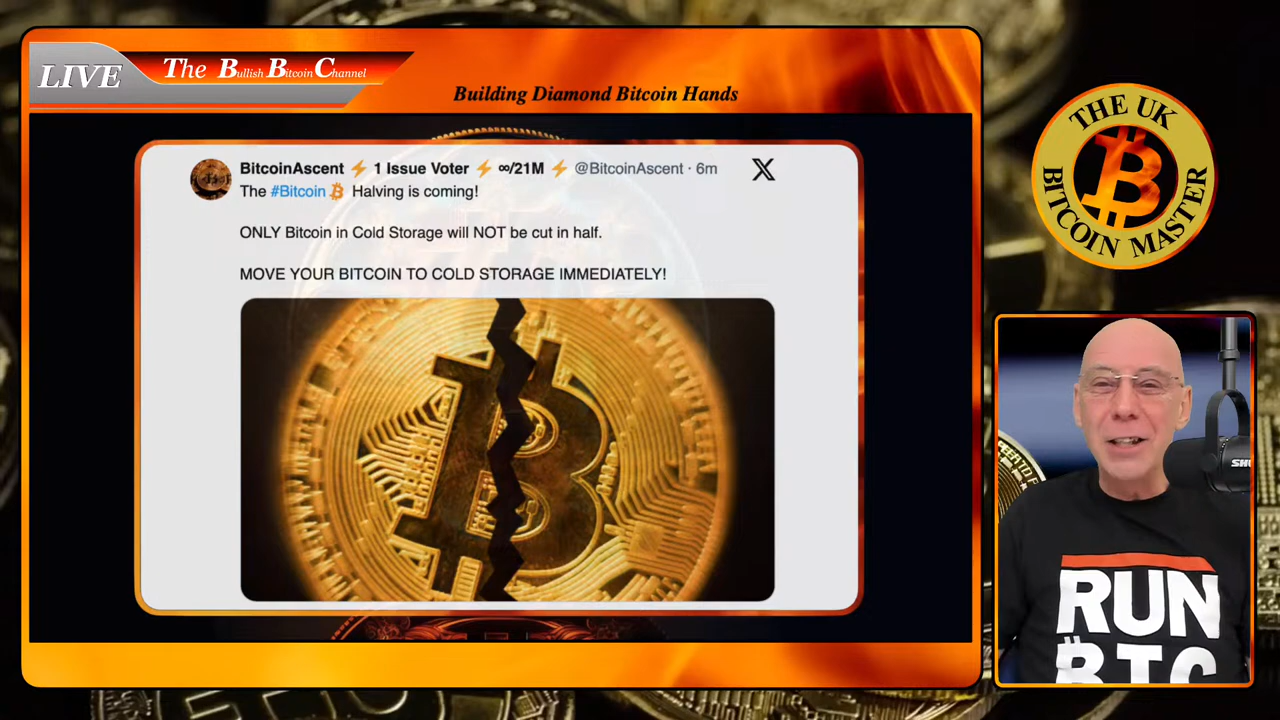 LIVE
The Bullish Bitcoin Channel
Building Diamond Bitcoin Hands
BitcoinAscent ⚡ 1 Issue Voter ⚡ ∞/21M ⚡ @BitcoinAscent · 6m
X
The #Bitcoin Halving is coming!
ONLY Bitcoin in Cold Storage will NOT be cut in half.
MOVE YOUR BITCOIN TO COLD STORAGE IMMEDIATELY!
THE UK
BITCOIN MASTER
RUN
BTC